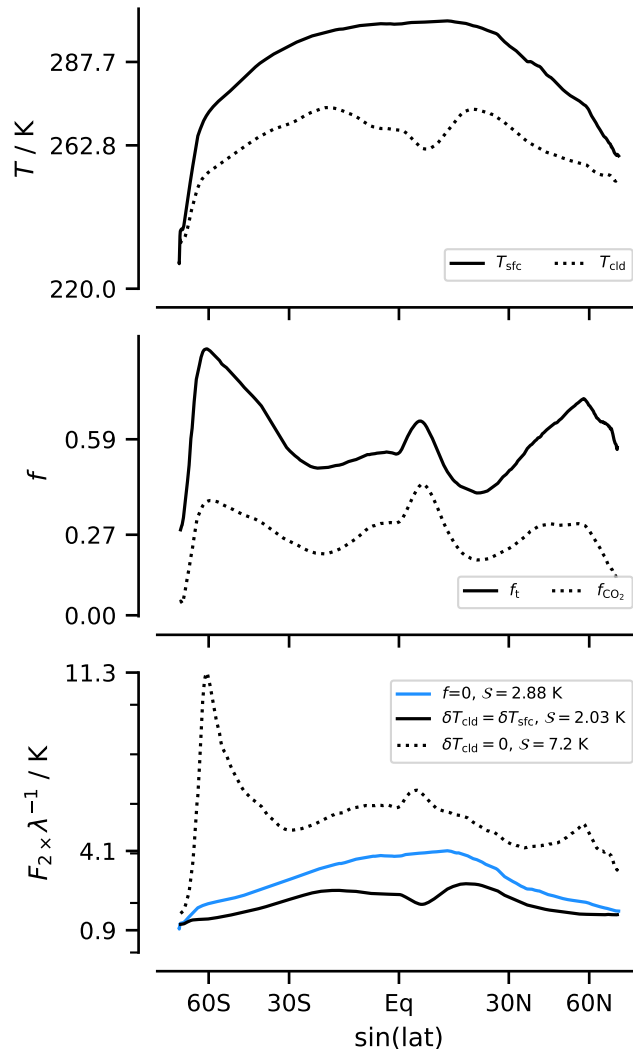 287.7
262.8
220.0
T / K
T_sfc
T_cld
0.59
0.27
0.00
f
f_t
f_CO₂
11.3
4.1
0.9
F_2× λ⁻¹ / K
f=0, 𝒮 = 2.88 K
δT_cld = δT_sfc, 𝒮 = 2.03 K
δT_cld = 0, 𝒮 = 7.2 K
60S 30S Eq 30N 60N
sin(lat)